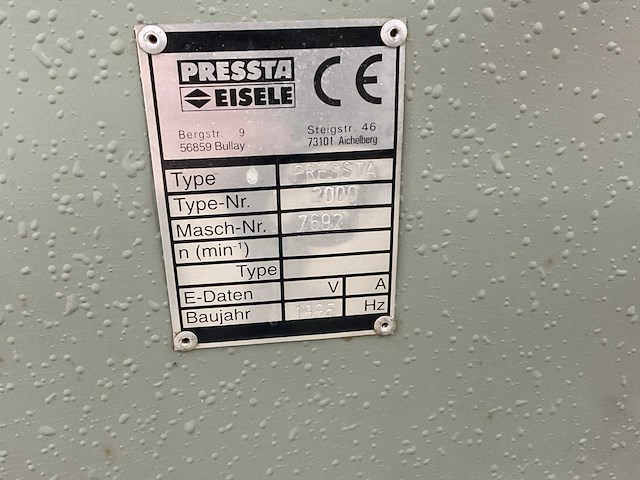 PRESSTA
EISELE
CE
Bergstr. 9
56859 Bullay
Steigstr. 46
73101 Aichelberg
Type PRESSTA
Type-Nr. 2000
Masch-Nr. 7692
n (min⁻¹)
Type
E-Daten V A
Baujahr Hz